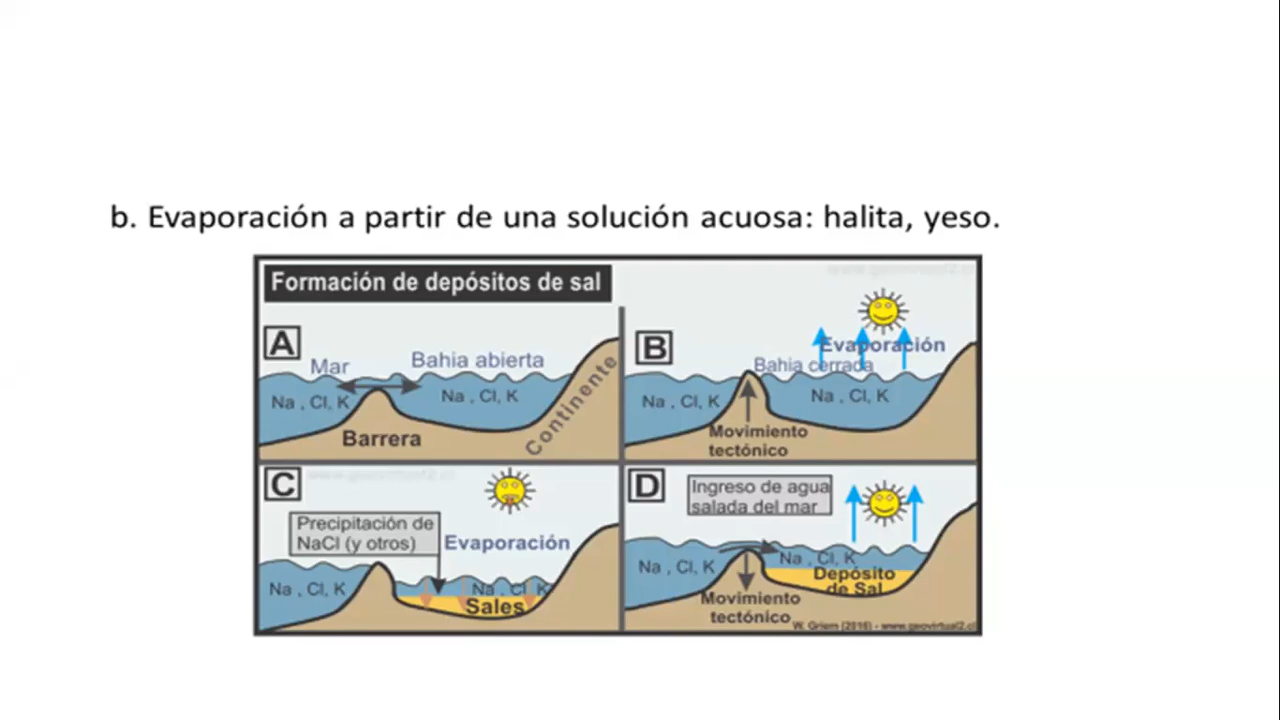 b. Evaporación a partir de una solución acuosa: halita, yeso.
Formación de depósitos de sal
A
Mar
Bahia abierta
Na , Cl, K
Na , Cl, K
Barrera
Continente
B
Evaporación
Bahia cerrada
Na , Cl, K
Na , Cl, K
Movimiento
tectónico
C
Precipitación de
NaCl (y otros)
Evaporación
Na , Cl, K
Na , Cl, K
Sales
D
Ingreso de agua
salada del mar
Na , Cl, K
Na , Cl, K
Depósito
de Sal
Movimiento
tectónico
W. Griem (2016) - www.geovirtual2.cl